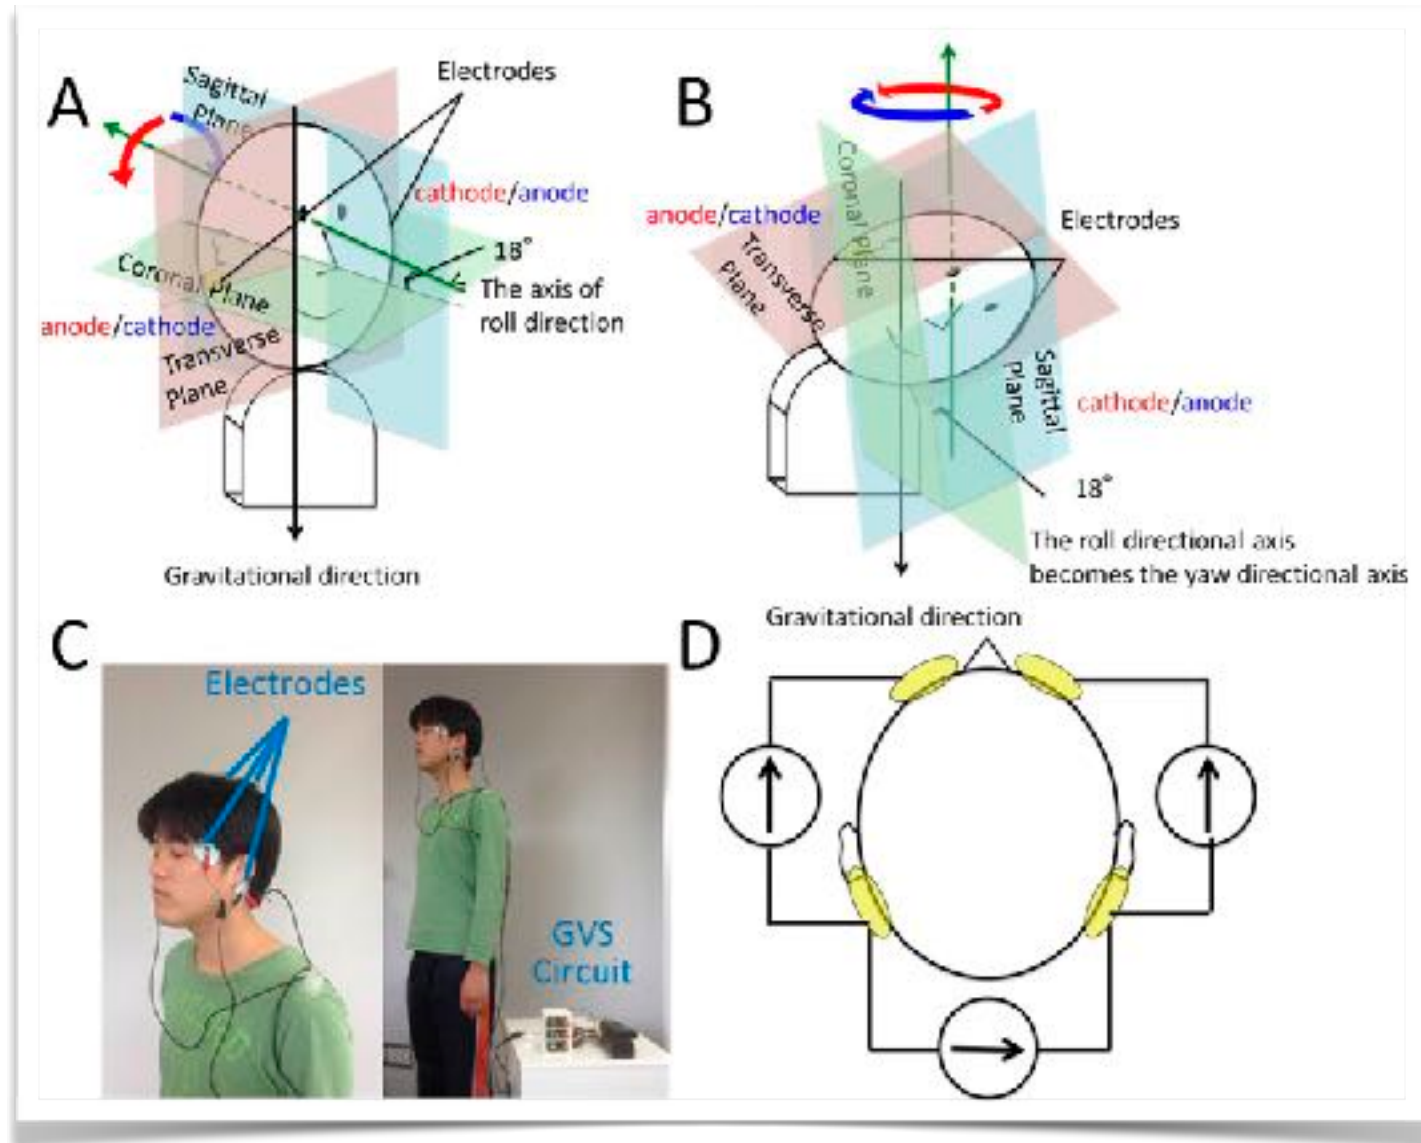 A
Sagittal
Plane
Electrodes
cathode/anode
18°
Coronal Plane
The axis of
roll direction
anode/cathode
Transverse
Plane
Gravitational direction
B
Coronal Plane
anode/cathode
Electrodes
Transverse
Plane
Sagittal
Plane
cathode/anode
18°
The roll directional axis
becomes the yaw directional axis
Gravitational direction
C
Electrodes
GVS
Circuit
D